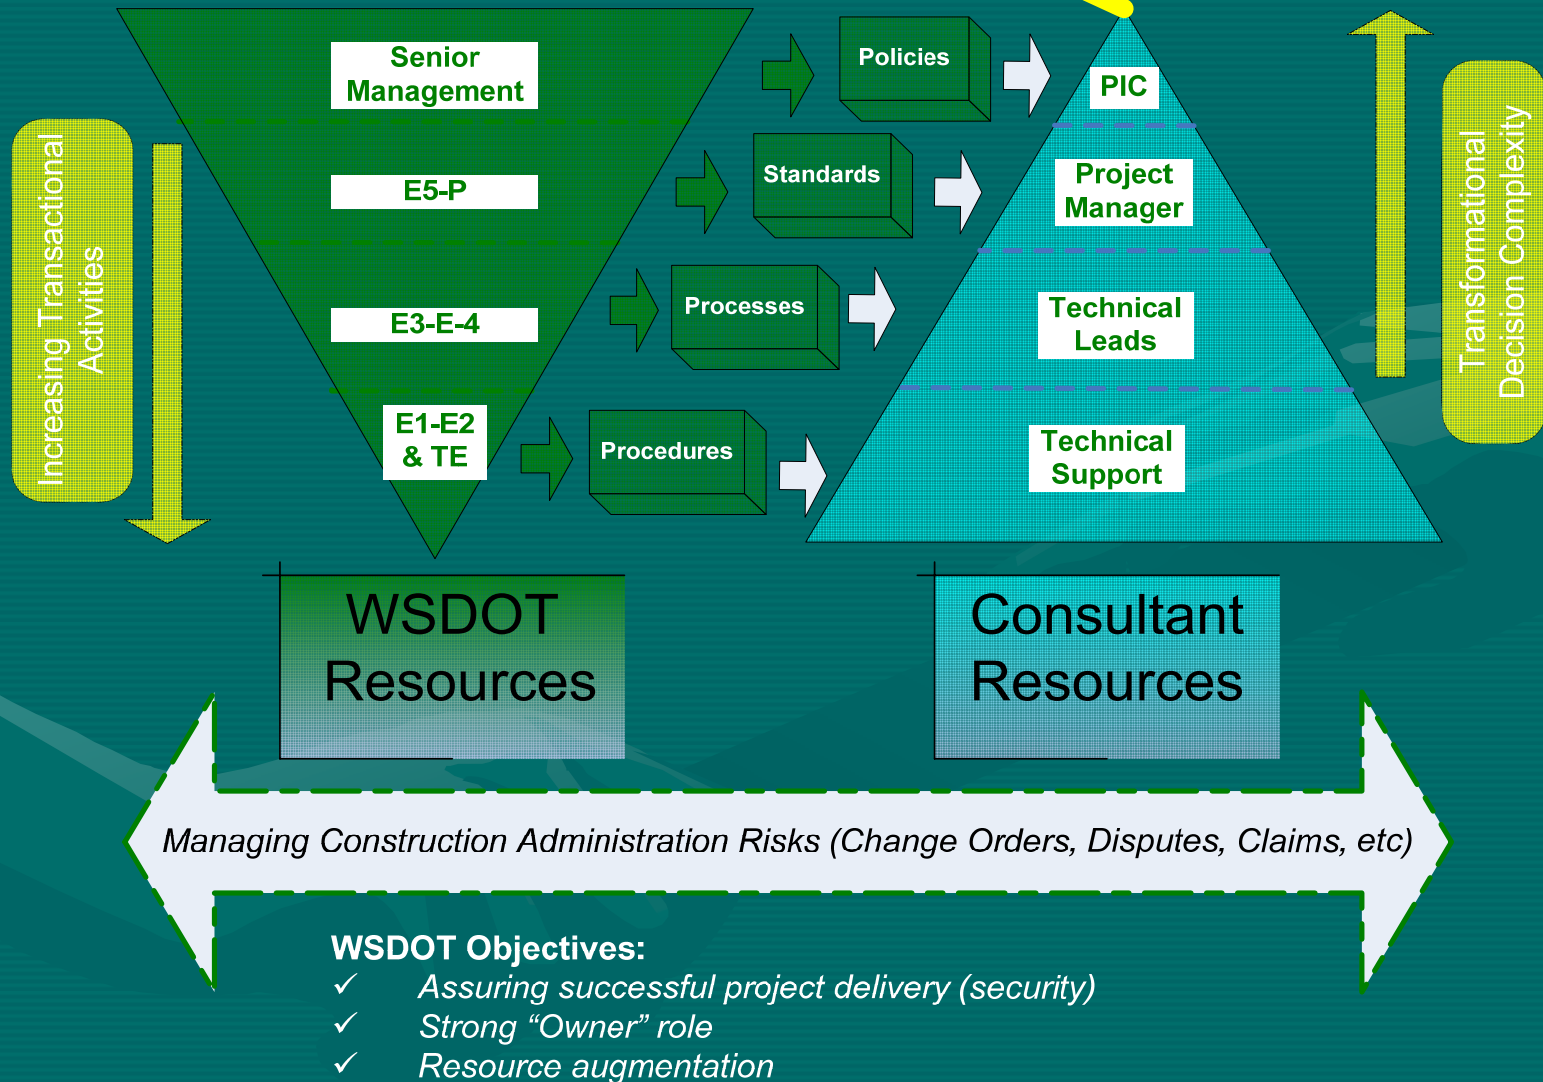 Senior
Management
E5-P
E3-E-4
E1-E2
& TE
Policies
Standards
Processes
Procedures
PIC
Project
Manager
Technical
Leads
Technical
Support
Increasing Transactional
Activities
Transformational
Decision Complexity
WSDOT
Resources
Consultant
Resources
Managing Construction Administration Risks (Change Orders, Disputes, Claims, etc)
WSDOT Objectives:
✓ Assuring successful project delivery (security)
✓ Strong “Owner” role
✓ Resource augmentation